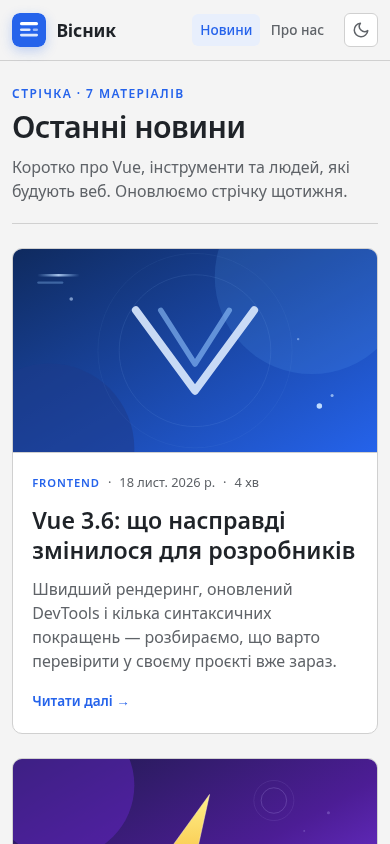 Вісник
Новини
Про нас
СТРІЧКА · 7 МАТЕРІАЛІВ
Останні новини
Коротко про Vue, інструменти та людей, які
будують веб. Оновлюємо стрічку щотижня.
FRONTEND · 18 лист. 2026 р. · 4 хв
Vue 3.6: що насправді
змінилося для розробників
Швидший рендеринг, оновлений
DevTools і кілька синтаксичних
покращень — розбираємо, що варто
перевірити у своєму проєкті вже зараз.
Читати далі →